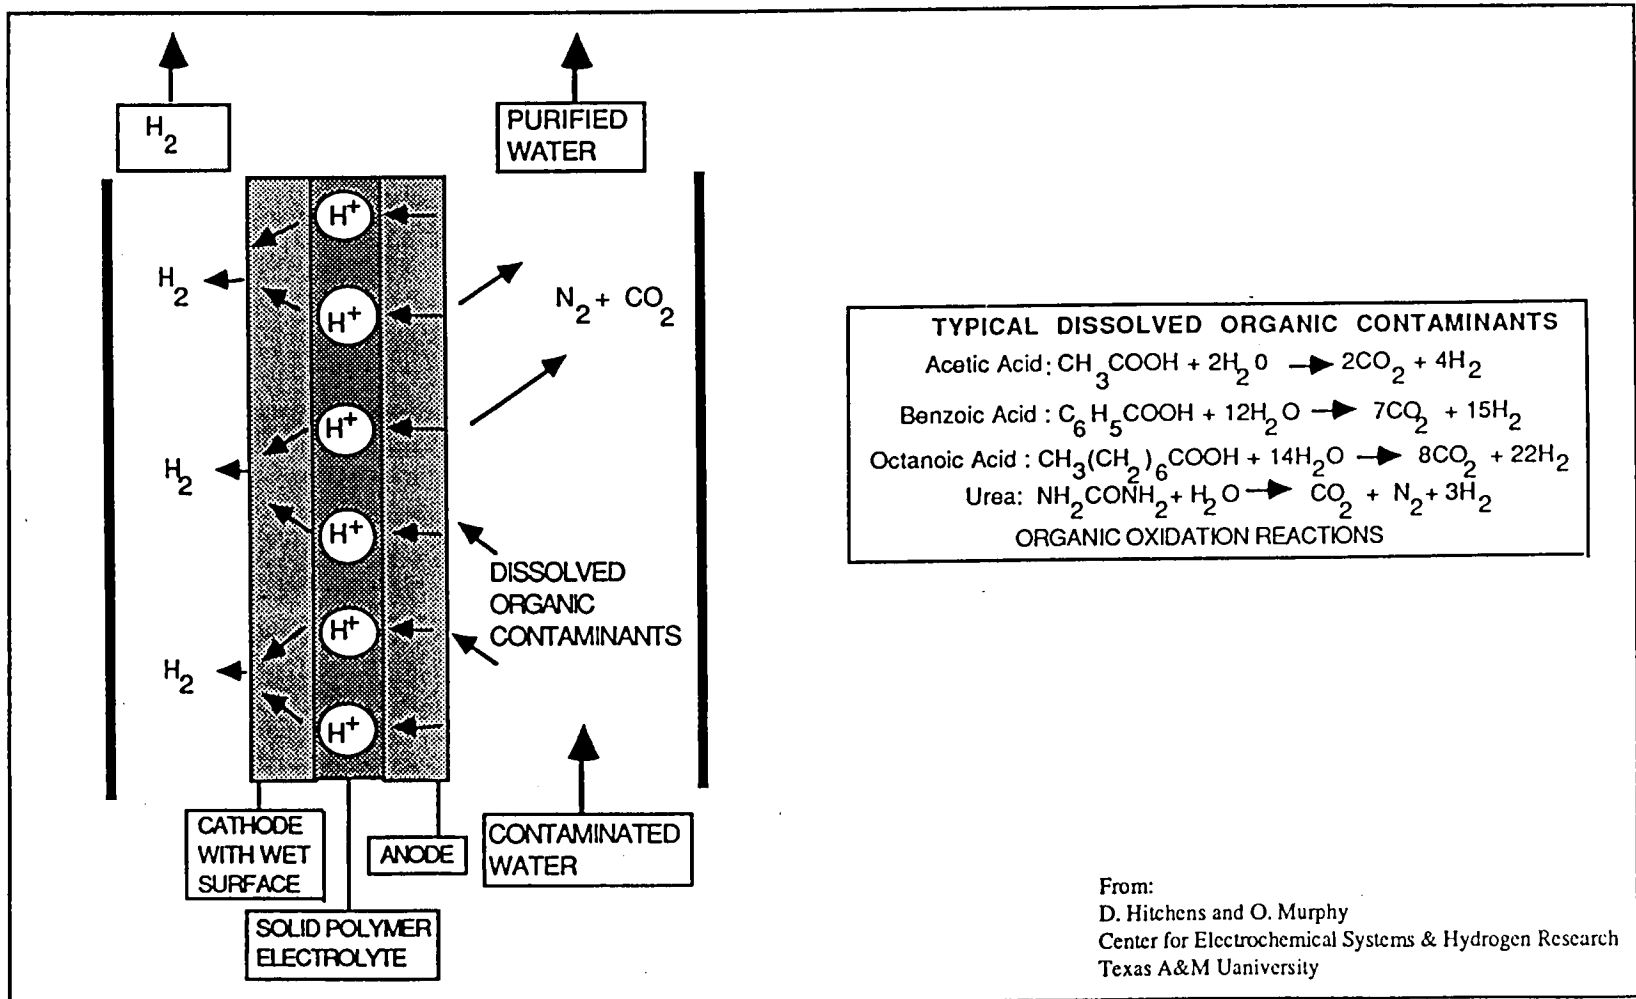 H2
PURIFIED
WATER
H+
H+
H+
H+
H+
H+
H2
H2
H2
N2 + CO2
DISSOLVED
ORGANIC
CONTAMINANTS
CATHODE
WITH WET
SURFACE
SOLID POLYMER
ELECTROLYTE
ANODE
CONTAMINATED
WATER
TYPICAL DISSOLVED ORGANIC CONTAMINANTS
Acetic Acid: CH3COOH + 2H20 → 2CO2 + 4H2
Benzoic Acid : C6H5COOH + 12H2O → 7CO2 + 15H2
Octanoic Acid : CH3(CH2)6COOH + 14H2O → 8CO2 + 22H2
Urea: NH2CONH2 + H2O → CO2 + N2 + 3H2
ORGANIC OXIDATION REACTIONS
From:
D. Hitchens and O. Murphy
Center for Electrochemical Systems & Hydrogen Research
Texas A&M Uaniversity